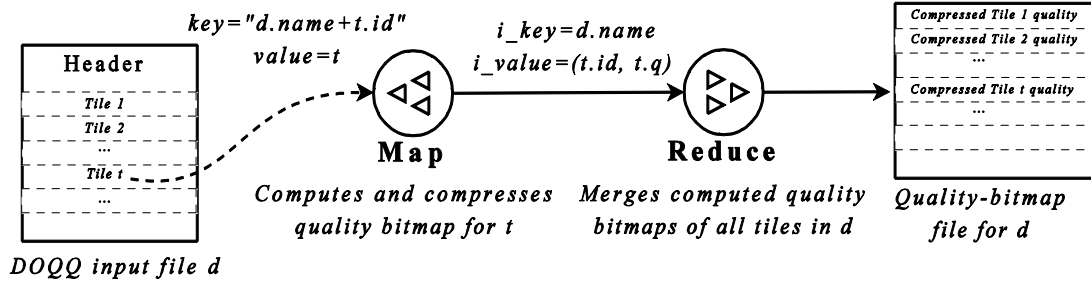 Header
Tile 1
Tile 2
...
Tile t
...
DOQQ input file d
key="d.name+t.id"
value=t
Map
Computes and compresses
quality bitmap for t
i_key=d.name
i_value=(t.id, t.q)
Reduce
Merges computed quality
bitmaps of all tiles in d
Compressed Tile 1 quality
Compressed Tile 2 quality
...
Compressed Tile t quality
...
Quality-bitmap
file for d